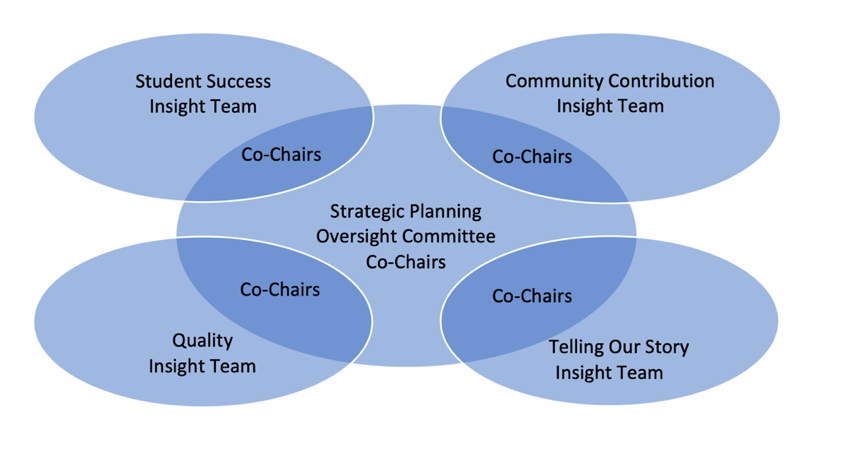 Student Success
Insight Team
Co-Chairs
Community Contribution
Insight Team
Co-Chairs
Strategic Planning
Oversight Committee
Co-Chairs
Co-Chairs
Quality
Insight Team
Co-Chairs
Telling Our Story
Insight Team